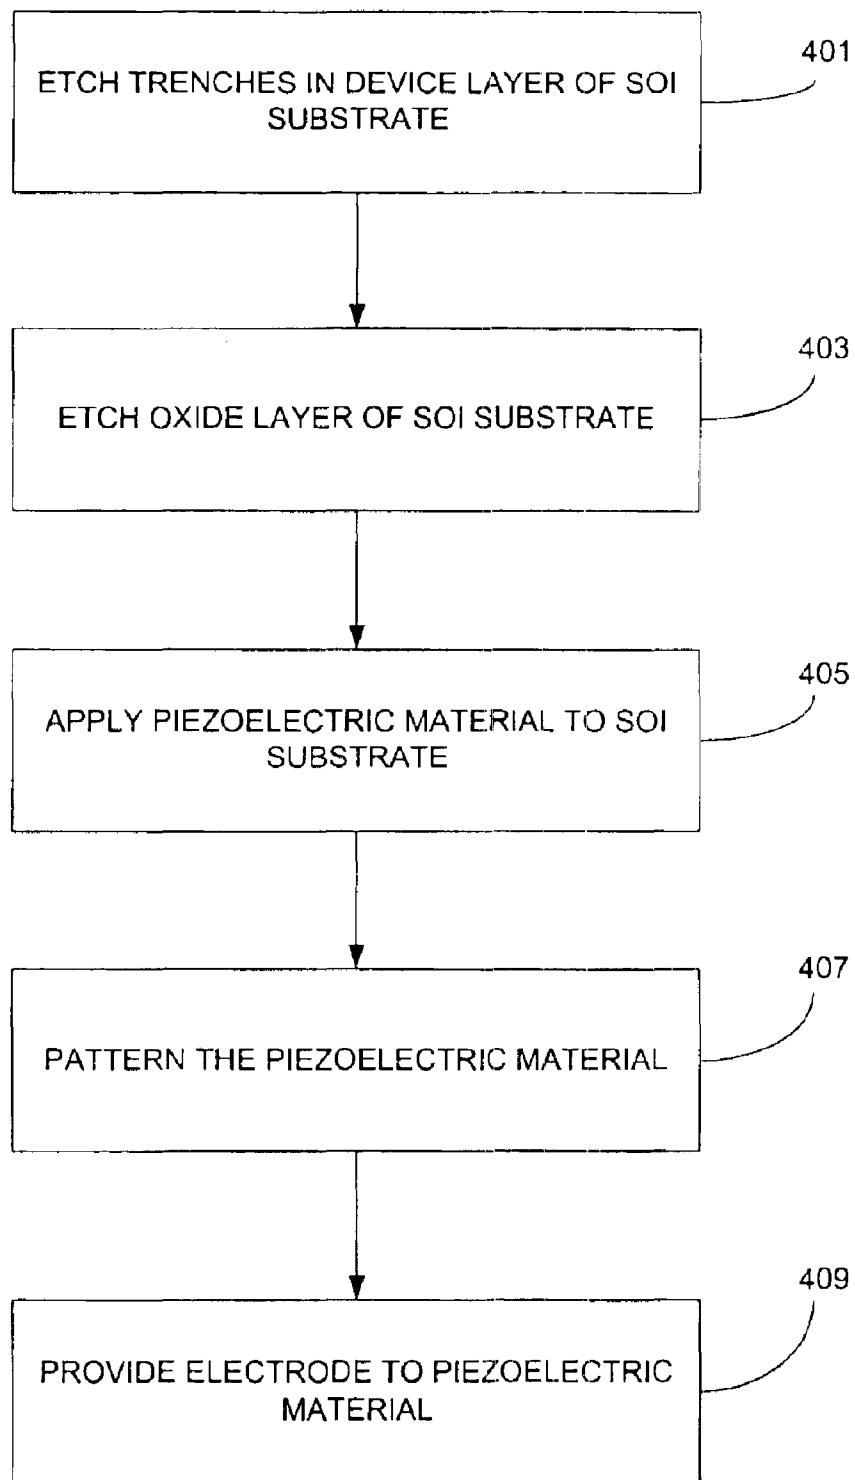 401
ETCH TRENCHES IN DEVICE LAYER OF SOI
SUBSTRATE
403
ETCH OXIDE LAYER OF SOI SUBSTRATE
405
APPLY PIEZOELECTRIC MATERIAL TO SOI
SUBSTRATE
407
PATTERN THE PIEZOELECTRIC MATERIAL
409
PROVIDE ELECTRODE TO PIEZOELECTRIC
MATERIAL